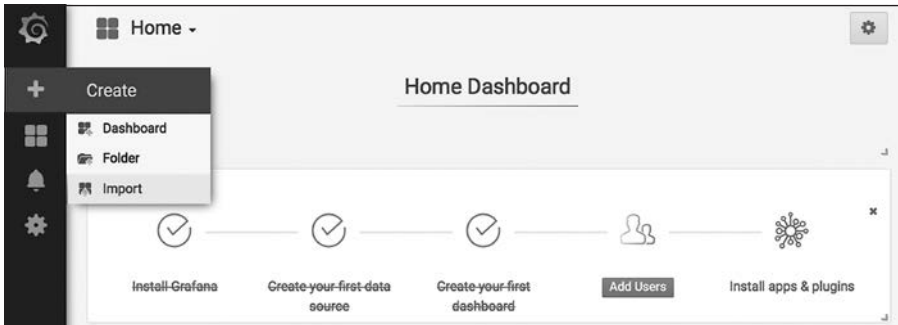 Home
Create
Home Dashboard
Dashboard
Folder
Import
Install Grafana
Create your first data
source
Create your first
dashboard
Add Users
Install apps & plugins